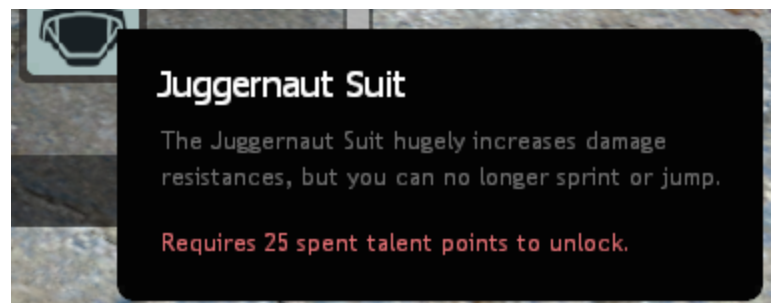 Juggernaut Suit
The Juggernaut Suit hugely increases damage
resistances, but you can no longer sprint or jump.
Requires 25 spent talent points to unlock.